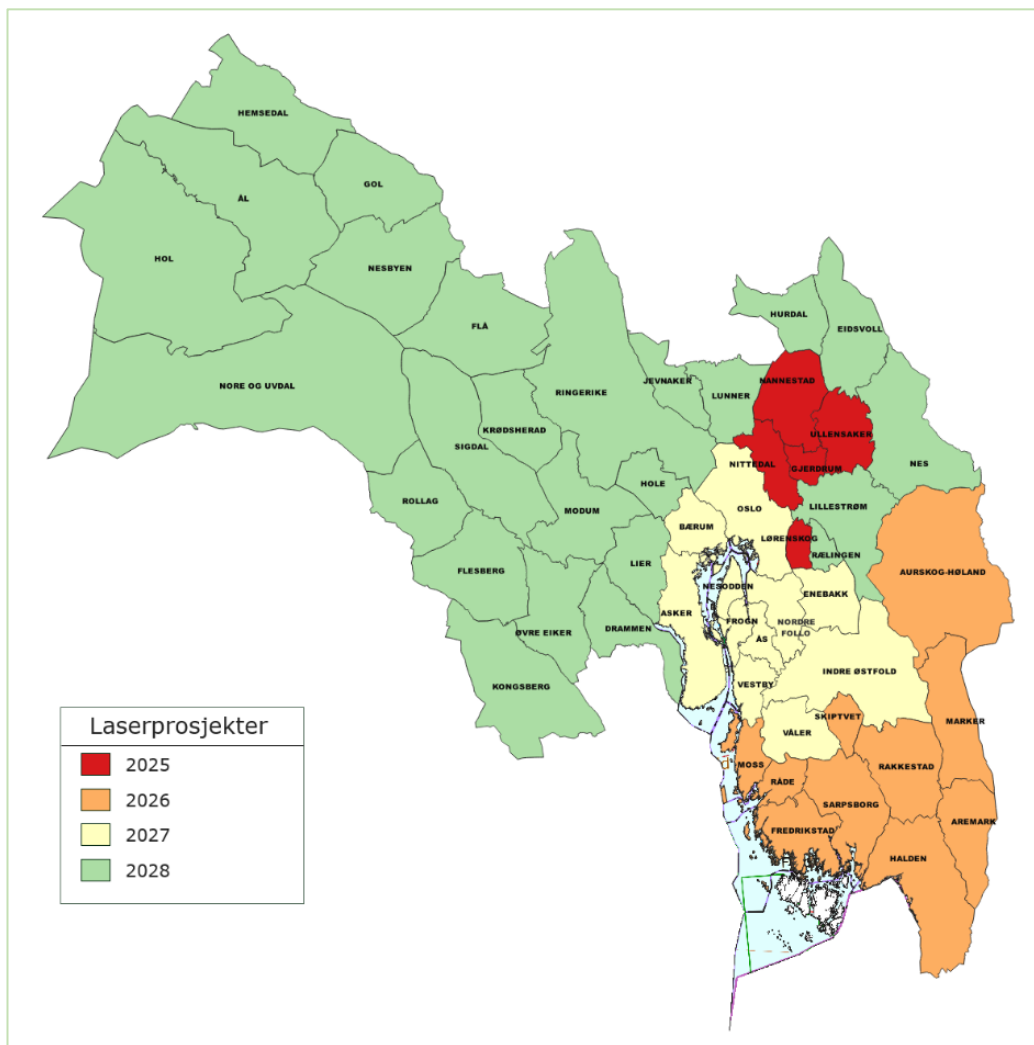 HEMSEDAL
GOL
ÅL
HOL
NESBYEN
FLÅ
HURDAL
EIDSVOLL
NORE OG UVDAL
RINGERIKE
JEVNAKER
LUNNER
NANNESTAD
KRØDSHERAD
SIGDAL
ULLENSAKER
NITTEDAL
GJERDRUM
NES
ROLLAG
HOLE
MODUM
OSLO
LILLESTRØM
BÆRUM
LØRENSKOG
RÆLINGEN
FLESBERG
LIER
AURSKOG-HØLAND
NESODDEN
ENEBAKK
ASKER
FROGN
NORDRE
FOLLO
ØVRE EIKER
DRAMMEN
ÅS
KONGSBERG
VESTBY
INDRE ØSTFOLD
SKIPTVET
MARKER
VÅLER
MOSS
RAKKESTAD
RÅDE
SARPSBORG
AREMARK
FREDRIKSTAD
HALDEN
Laserprosjekter
2025
2026
2027
2028